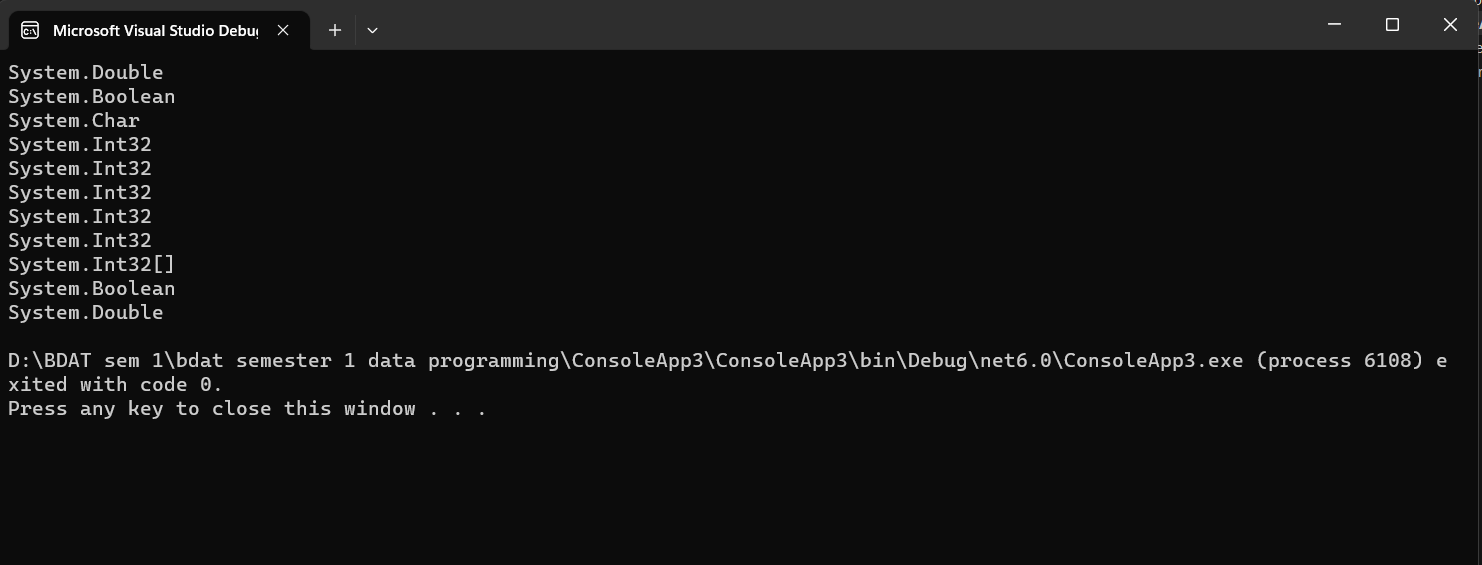 Microsoft Visual Studio Debu
System.Double
System.Boolean
System.Char
System.Int32
System.Int32
System.Int32
System.Int32
System.Int32
System.Int32[]
System.Boolean
System.Double
D:\BDAT sem 1\bdat semester 1 data programming\ConsoleApp3\ConsoleApp3\bin\Debug\net6.0\ConsoleApp3.exe (process 6108) e
xited with code 0.
Press any key to close this window . . .